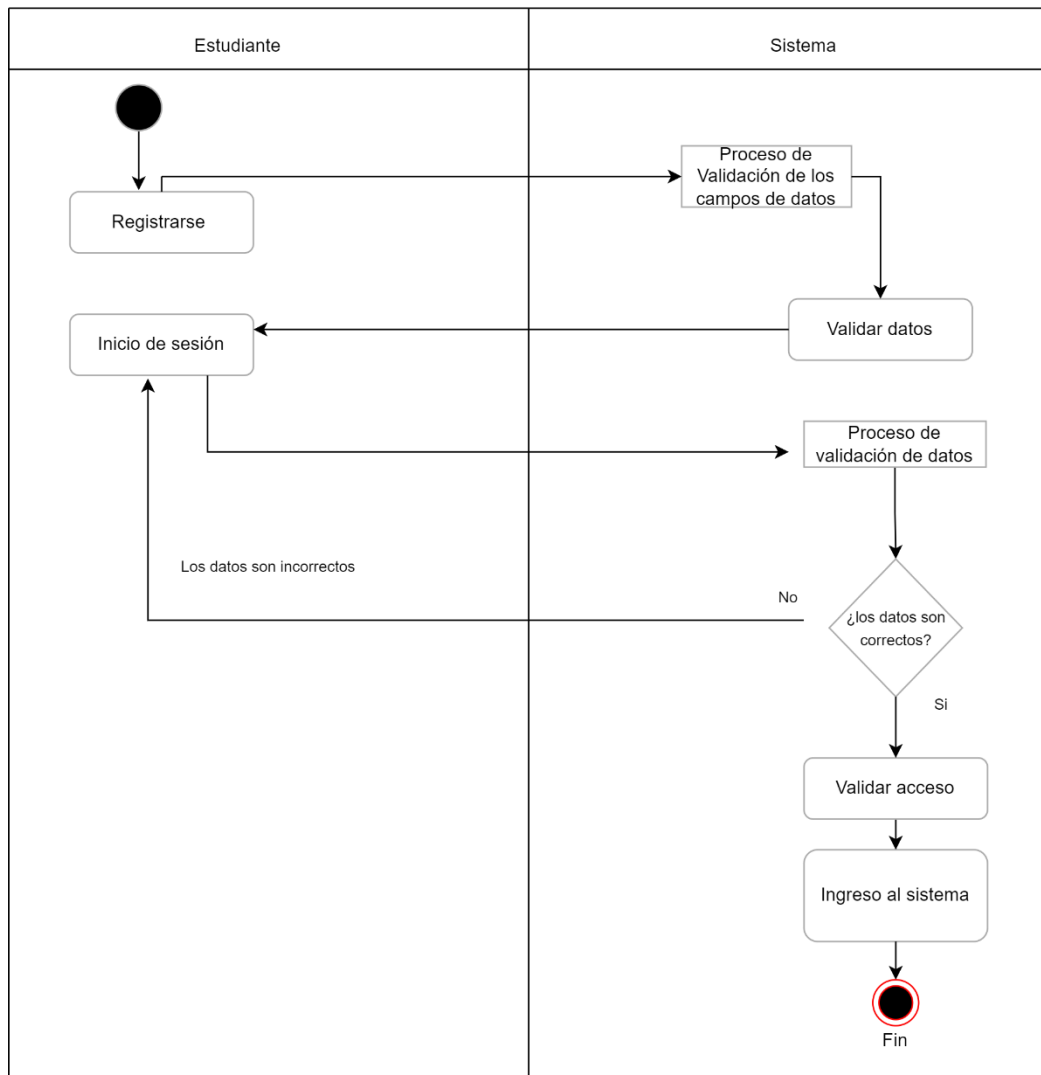 Estudiante
Sistema
Proceso de
Validación de los
campos de datos
Registrarse
Validar datos
Inicio de sesión
Proceso de
validación de datos
Los datos son incorrectos
No
¿los datos son
correctos?
Si
Validar acceso
Ingreso al sistema
Fin